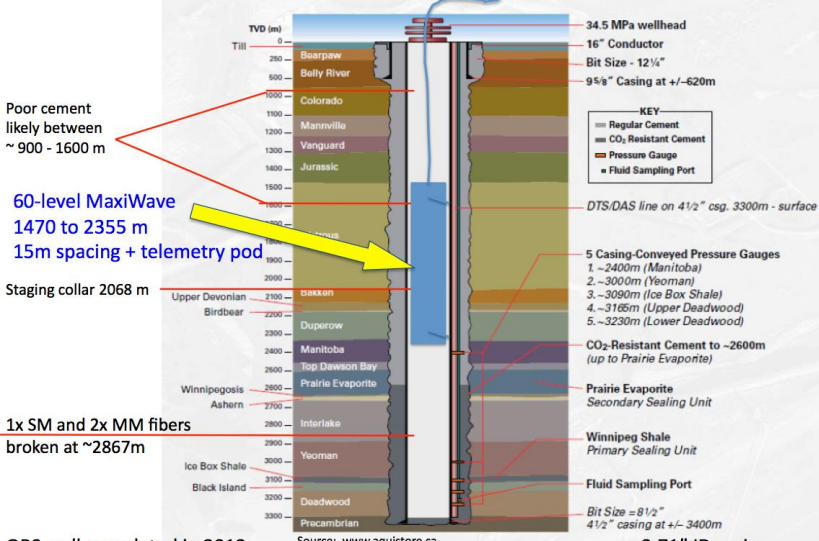 TVD (m)
0
250
500
1000
1100
1200
1300
1400
1500
1600
1800
1900
2000
2100
2200
2300
2400
2500
2600
2700
2800
2900
3000
3100
3200
3300
Till
Bearpaw
Belly River
Colorado
Mannville
Vanguard
Jurassic
Bakken
Upper Devonian
Birdbear
Duperow
Manitoba
Top Dawson Bay
Prairie Evaporite
Winnipegosis
Ashern
Interlake
Yeoman
Ice Box Shale
Black Island
Deadwood
Precambrian
Poor cement
likely between
~ 900 - 1600 m
60-level MaxiWave
1470 to 2355 m
15m spacing + telemetry pod
Staging collar 2068 m
1x SM and 2x MM fibers
broken at ~2867m
34.5 MPa wellhead
16" Conductor
Bit Size - 12¼"
9⅝" Casing at +/–620m
KEY
Regular Cement
CO₂ Resistant Cement
Pressure Gauge
Fluid Sampling Port
DTS/DAS line on 4½" csg. 3300m - surface
5 Casing-Conveyed Pressure Gauges
1. ~2400m (Manitoba)
2. ~3000m (Yeoman)
3. ~3090m (Ice Box Shale)
4. ~3165m (Upper Deadwood)
5. ~3230m (Lower Deadwood)
CO₂-Resistant Cement to ~2600m
(up to Prairie Evaporite)
Prairie Evaporite
Secondary Sealing Unit
Winnipeg Shale
Primary Sealing Unit
Fluid Sampling Port
Bit Size = 8½"
4½" casing at +/– 3400m
Source: www.aquistore.ca